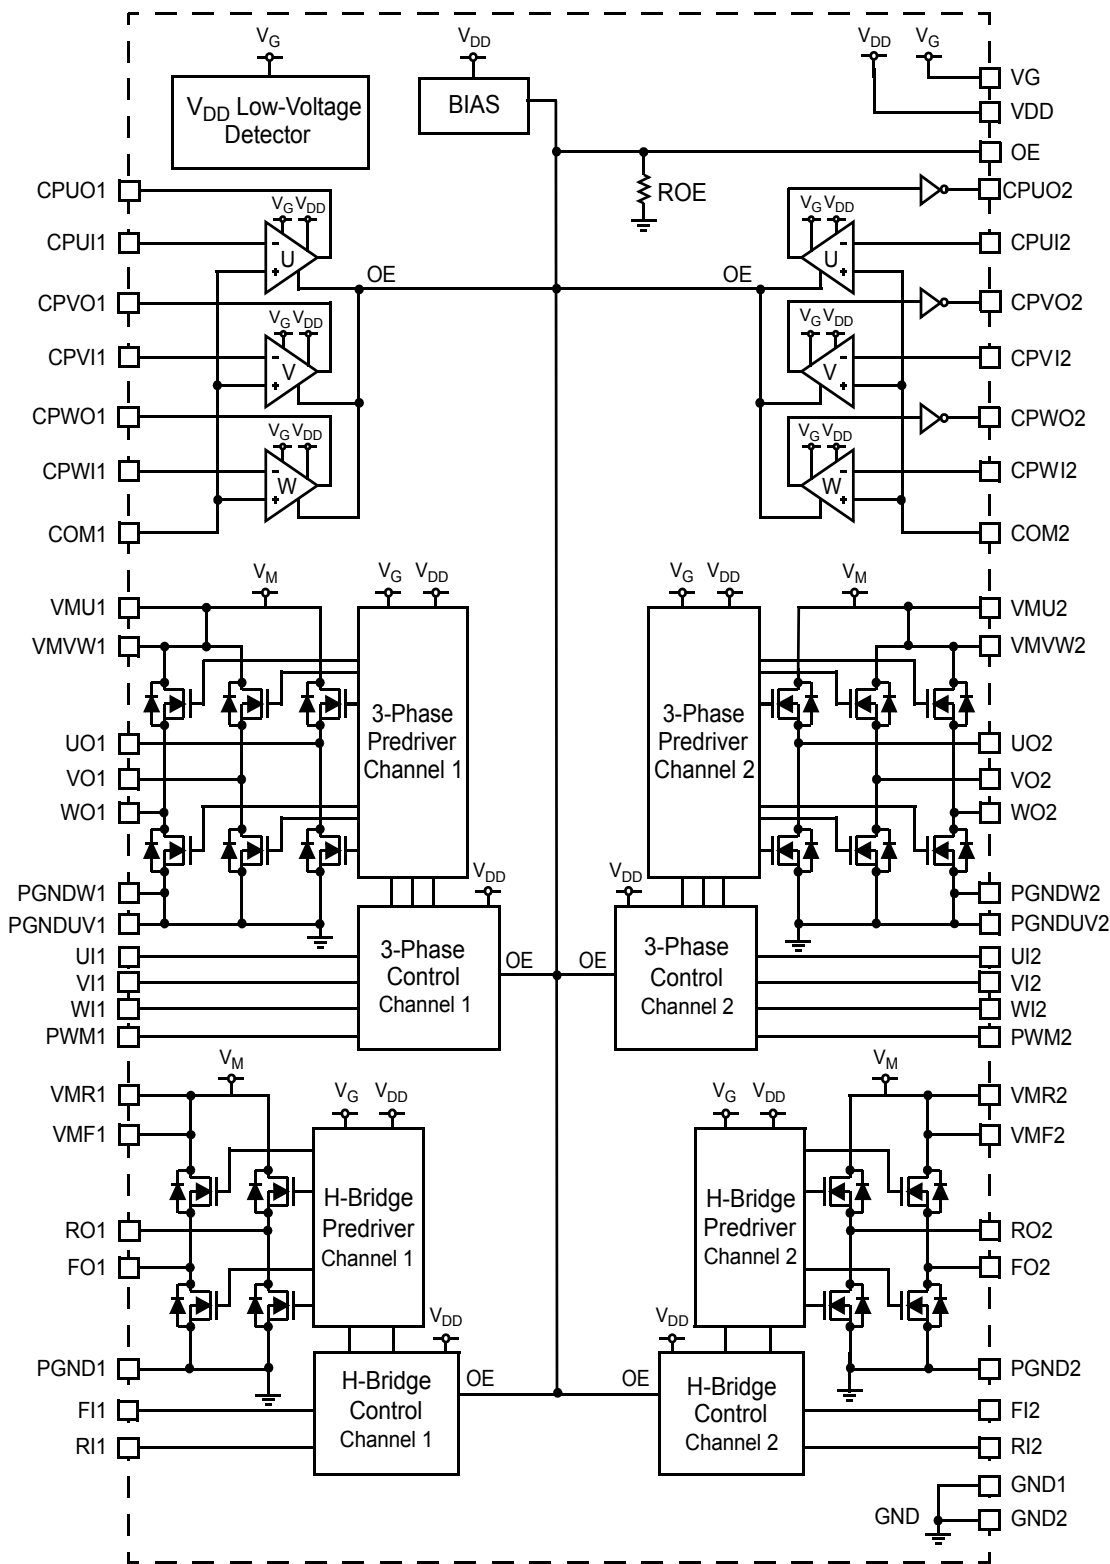 VG
VDD
VDD
VG
VG
VDD Low-Voltage
Detector
BIAS
VDD
OE
ROE
CPUO1
CPUO2
VG VDD
VG VDD
CPUI1
CPUI2
U
U
OE
OE
CPVO1
CPVO2
VG VDD
VG VDD
CPVI1
CPVI2
V
V
CPWO1
CPWO2
VG VDD
VG VDD
CPWI1
CPWI2
W
W
COM1
COM2
VM
VG
VDD
VG
VDD
VM
VMU1
VMU2
VMVW1
VMVW2
3-Phase
Predriver
Channel 1
3-Phase
Predriver
Channel 2
UO1
UO2
VO1
VO2
WO1
WO2
VDD
VDD
PGNDW1
PGNDW2
PGNDUV1
PGNDUV2
3-Phase
Control
Channel 1
OE
OE
3-Phase
Control
Channel 2
UI1
UI2
VI1
VI2
WI1
WI2
PWM1
PWM2
VM
VM
VMR1
VG
VDD
VG
VDD
VMR2
VMF1
VMF2
H-Bridge
Predriver
Channel 1
H-Bridge
Predriver
Channel 2
RO1
RO2
FO1
FO2
VDD
VDD
PGND1
PGND2
H-Bridge
Control
Channel 1
OE
OE
H-Bridge
Control
Channel 2
FI1
FI2
RI1
RI2
GND1
GND
GND2